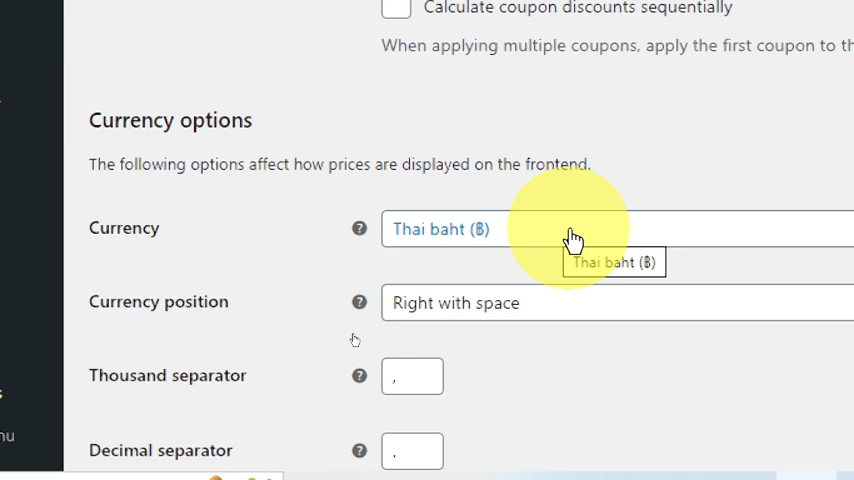 Calculate coupon discounts sequentially
When applying multiple coupons, apply the first coupon to th
Currency options
The following options affect how prices are displayed on the frontend.
Currency
Thai baht (฿)
Thai baht (฿)
Currency position
Right with space
Thousand separator
,
Decimal separator
.
s
nu